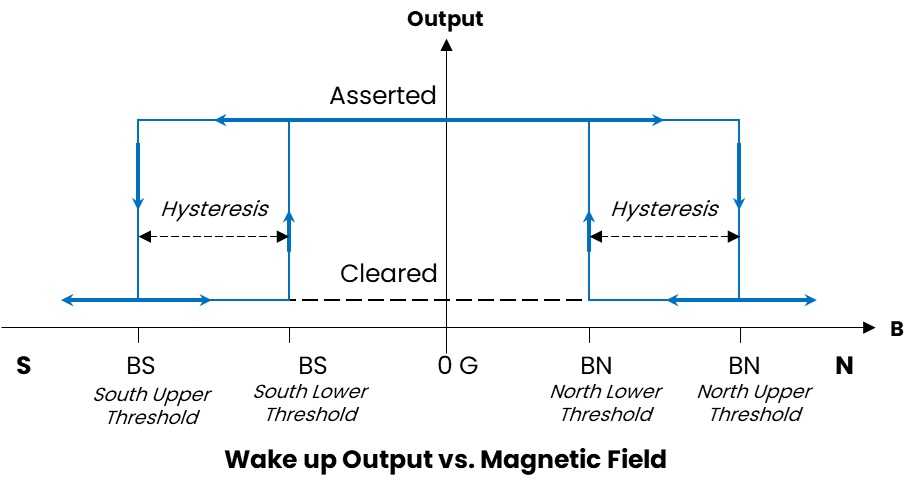 Output
Asserted
Hysteresis
Hysteresis
Cleared
B
S
BS
BS
0 G
BN
BN
N
South Upper
Threshold
South Lower
Threshold
North Lower
Threshold
North Upper
Threshold
Wake up Output vs. Magnetic Field